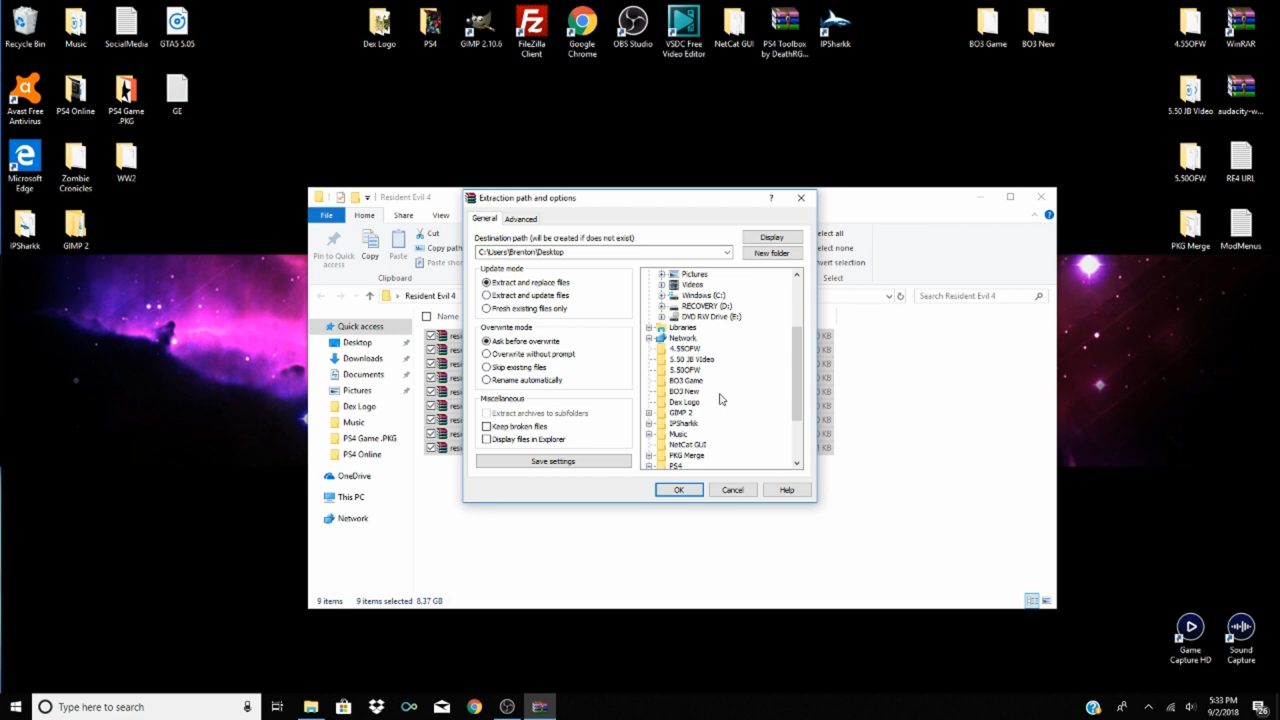 Recycle Bin
Music
SocialMedia
GTA5 5.05
Dex Logo
PS4
GIMP 2.10.6
FileZilla Client
Google Chrome
OBS Studio
VSDC Free Video Editor
NetCat GUI
PS4 Toolbox by DeathRG...
IPSharkk
BO3 Game
BO3 New
4.55OFW
WinRAR
Avast Free Antivirus
PS4 Online
PS4 Game .PKG
GE
5.50 JB Video
audacity-w...
Microsoft Edge
Zombie Cronicles
WW2
5.50OFW
RE4 URL
IPSharkk
GIMP 2
PKG Merge
ModMenus
Resident Evil 4
File
Home
Share
View
Pin to Quick access
Copy
Paste
Cut
Copy path
Clipboard
Select
Resident Evil 4
Search Resident Evil 4
Name
Quick access
Desktop
Downloads
Documents
Pictures
Dex Logo
Music
PS4 Game .PKG
PS4 Online
OneDrive
This PC
Network
9 items
9 items selected 8.37 GB
Extraction path and options
General
Advanced
Destination path (will be created if does not exist)
C:\Users\Brenton\Desktop
Display
New folder
Update mode
Extract and replace files
Extract and update files
Fresh existing files only
Overwrite mode
Ask before overwrite
Overwrite without prompt
Skip existing files
Rename automatically
Miscellaneous
Extract archives to subfolders
Keep broken files
Display files in Explorer
Save settings
Pictures
Videos
Windows (C:)
RECOVERY (D:)
DVD RW Drive (E:)
Libraries
Network
4.55OFW
5.50 JB Video
5.50OFW
BO3 Game
BO3 New
Dex Logo
GIMP 2
IPSharkk
Music
NetCat GUI
PKG Merge
PS4
OK
Cancel
Help
Game Capture HD
Sound Capture
Type here to search
5:33 PM
9/2/2018
26